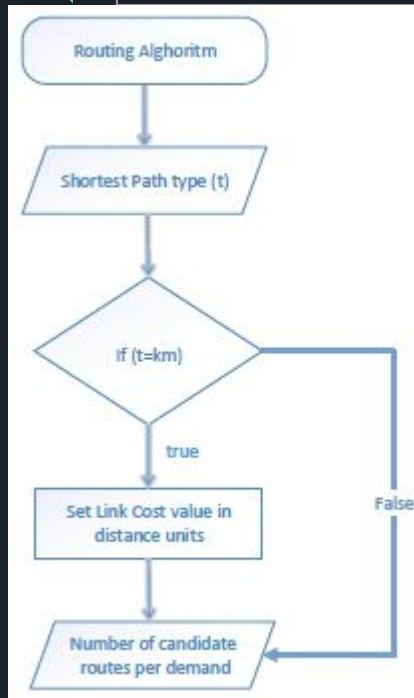 Routing Alghoritm
Shortest Path type (t)
If (t=km)
true
Set Link Cost value in
distance units
False
Number of candidate
routes per demand